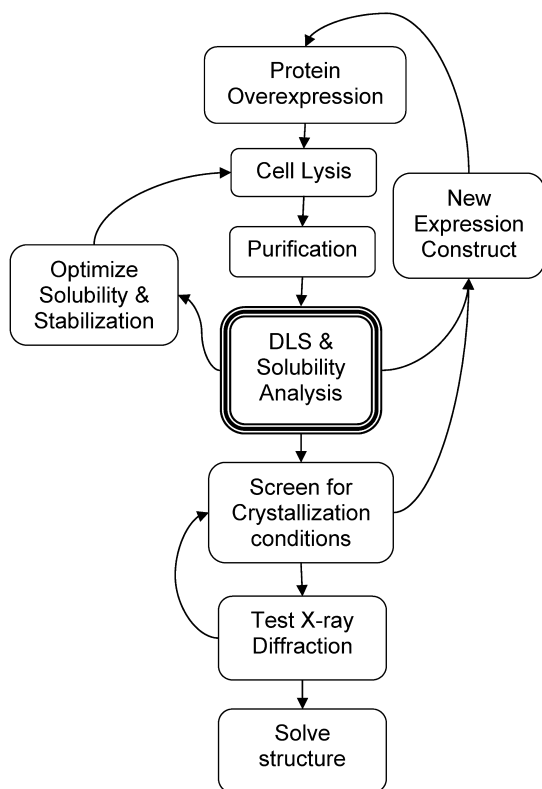 Protein
Overexpression
Cell Lysis
New
Expression
Construct
Purification
Optimize
Solubility &
Stabilization
DLS &
Solubility
Analysis
Screen for
Crystallization
conditions
Test X-ray
Diffraction
Solve
structure